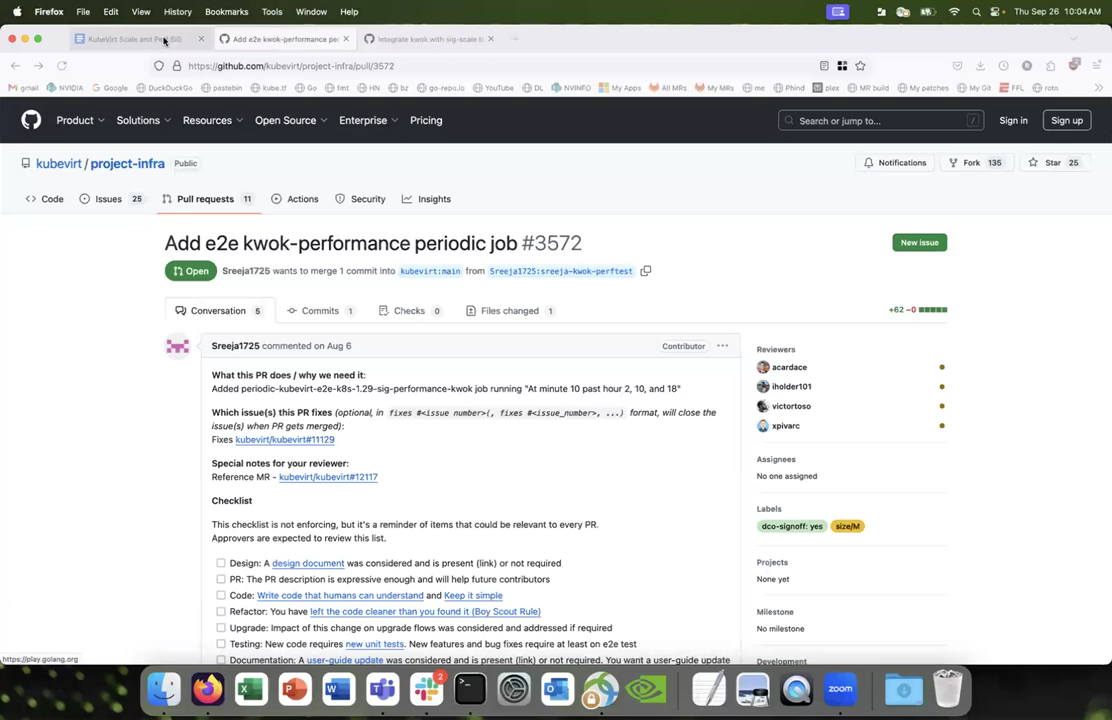 Firefox File Edit View History Bookmarks Tools Window Help Thu Sep 26 10:04 AM
KubeVirt Scale and Add e2e kwok-performance pe Integrate kwok with sig-scale
https://github.com/kubevirt/project-infra/pull/3572
gmail NVIDIA Google DuckDuckGo pastebin kube.tf Go fmt HN bz go-repo.io YouTube DL NVINFO My Apps All MRs My MRs me Phind plex MR build My patches My Git FFL roto
Product Solutions Resources Open Source Enterprise Pricing Search or jump to... / Sign in Sign up
kubevirt / project-infra Public Notifications Fork 135 Star 25
Code Issues 25 Pull requests 11 Actions Security Insights
Add e2e kwok-performance periodic job #3572 New issue
Open Sreeja1725 wants to merge 1 commit into kubevirt:main from Sreeja1725:sreeja-kwok-perftest
Conversation 5 Commits 1 Checks 0 Files changed 1 +62 −0
Sreeja1725 commented on Aug 6 Contributor ···
What this PR does / why we need it:
Added periodic-kubevirt-e2e-k8s-1.29-sig-performance-kwok job running "At minute 10 past hour 2, 10, and 18"
Which issue(s) this PR fixes (optional, in fixes #<issue number>(, fixes #<issue_number>, ...) format, will close the
issue(s) when PR gets merged):
Fixes kubevirt/kubevirt#11129
Special notes for your reviewer:
Reference MR - kubevirt/kubevirt#12117
Checklist
This checklist is not enforcing, but it's a reminder of items that could be relevant to every PR.
Approvers are expected to review this list.
Design: A design document was considered and is present (link) or not required
PR: The PR description is expressive enough and will help future contributors
Code: Write code that humans can understand and Keep it simple
Refactor: You have left the code cleaner than you found it (Boy Scout Rule)
Upgrade: Impact of this change on upgrade flows was considered and addressed if required
Testing: New code requires new unit tests. New features and bug fixes require at least on e2e test
Documentation: A user-guide update was considered and is present (link) or not required. You want a user-guide update
Reviewers
acardace
iholder101
victortoso
xpivarc
Assignees
No one assigned
Labels
dco-signoff: yes size/M
Projects
None yet
Milestone
No milestone
Development
https://play.golang.org
2
zoom